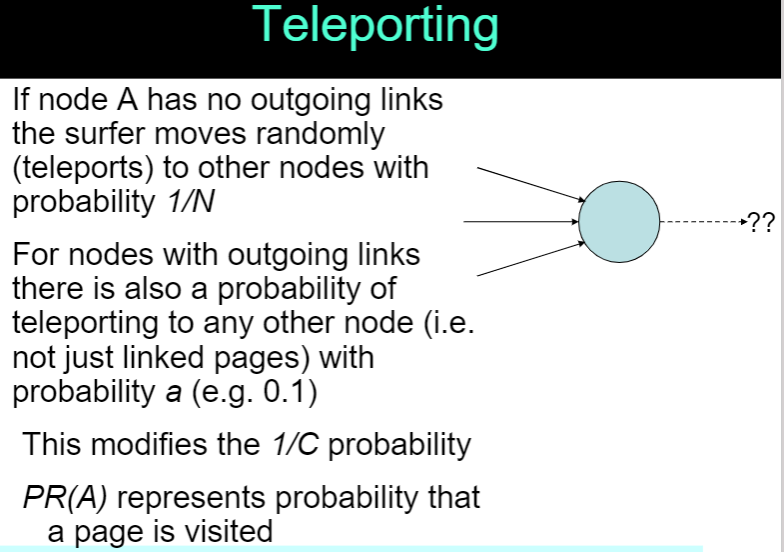 Teleporting
If node A has no outgoing links
the surfer moves randomly
(teleports) to other nodes with
probability 1/N
??
For nodes with outgoing links
there is also a probability of
teleporting to any other node (i.e.
not just linked pages) with
probability a (e.g. 0.1)
This modifies the 1/C probability
PR(A) represents probability that
a page is visited